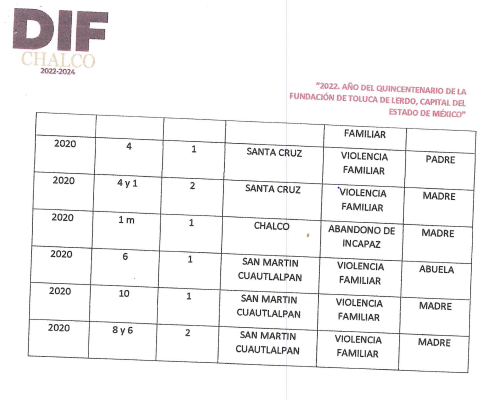 DIF
CHALCO
2022-2024
"2022. AÑO DEL QUINCENTENARIO DE LA
FUNDACIÓN DE TOLUCA DE LERDO, CAPITAL DEL
ESTADO DE MÉXICO"
FAMILIAR
2020 4 1 SANTA CRUZ VIOLENCIA FAMILIAR PADRE
2020 4 y 1 2 SANTA CRUZ VIOLENCIA FAMILIAR MADRE
2020 1 m 1 CHALCO ABANDONO DE INCAPAZ MADRE
2020 6 1 SAN MARTIN CUAUTLALPAN VIOLENCIA FAMILIAR ABUELA
2020 10 1 SAN MARTIN CUAUTLALPAN VIOLENCIA FAMILIAR MADRE
2020 8 y 6 2 SAN MARTIN CUAUTLALPAN VIOLENCIA FAMILIAR MADRE